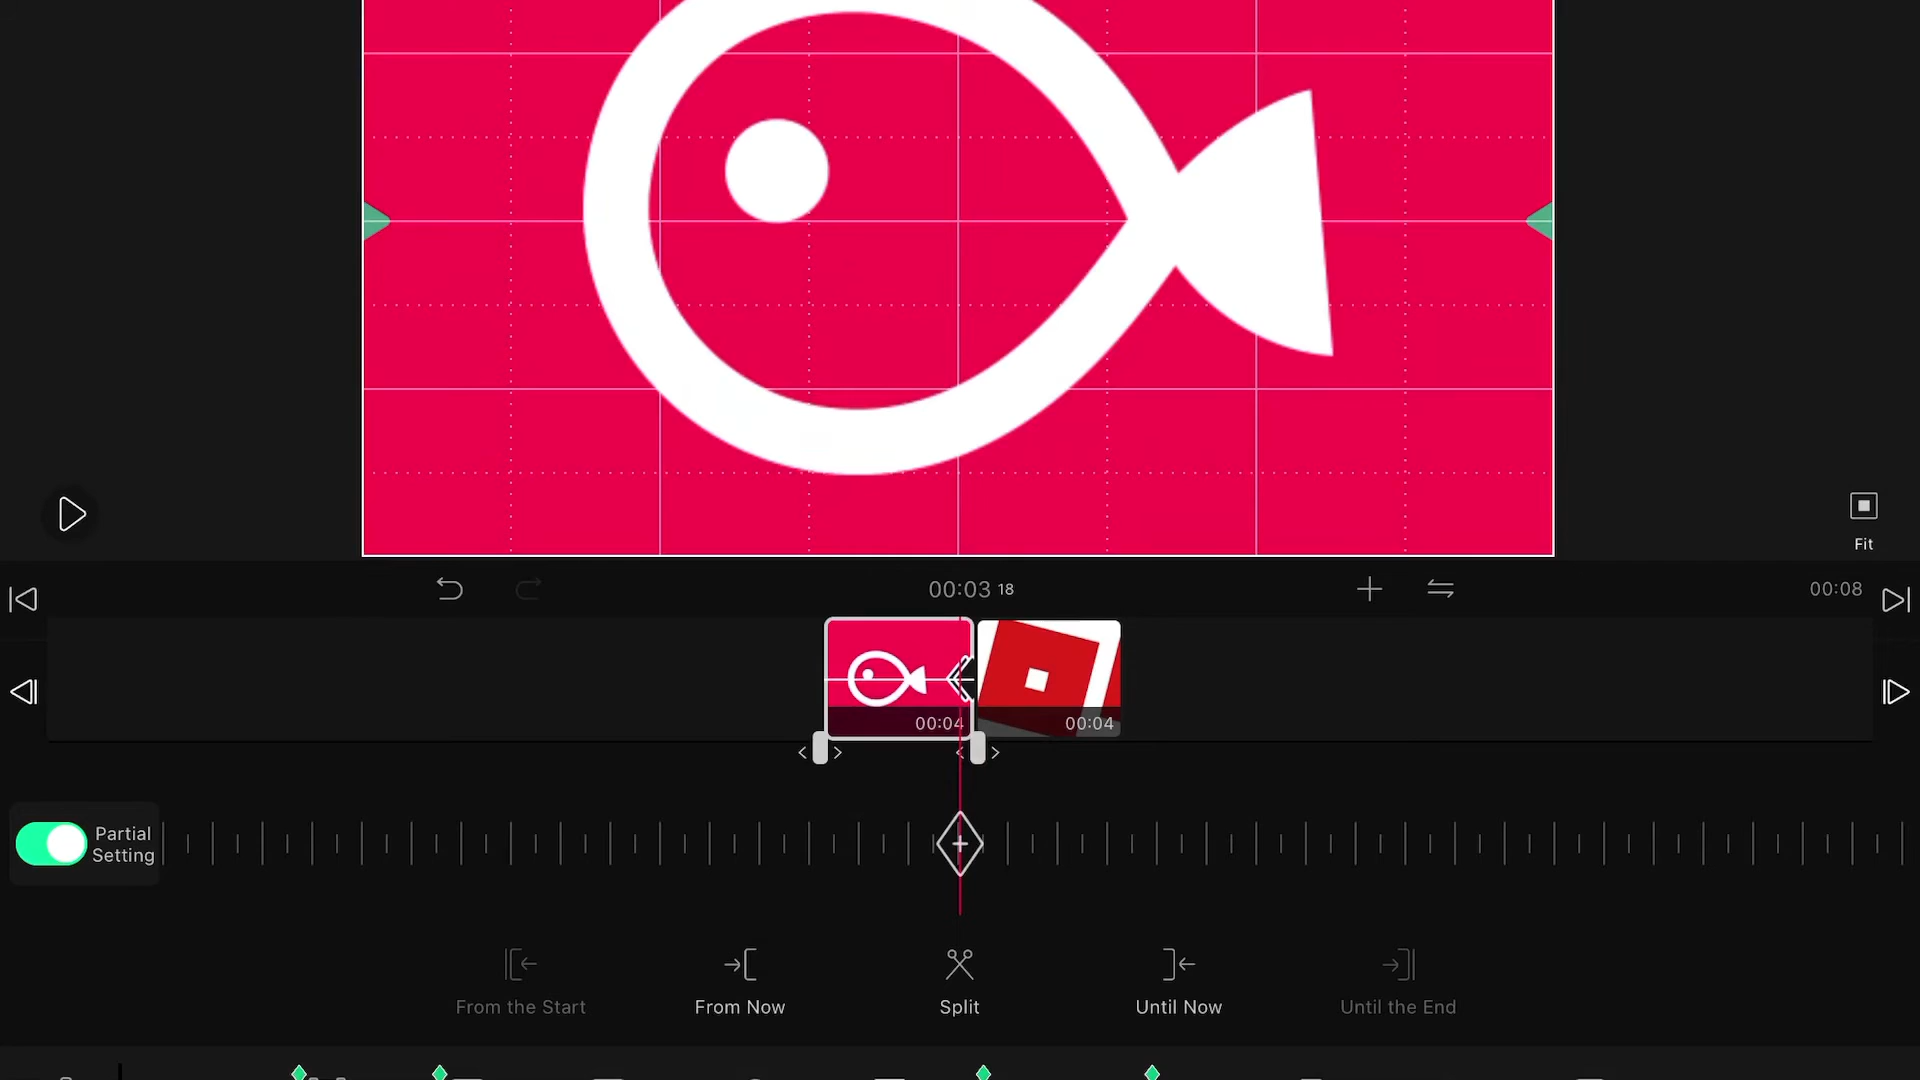 Fit
00:03 18
00:08
00:04
00:04
Partial
Setting
From the Start
From Now
Split
Until Now
Until the End